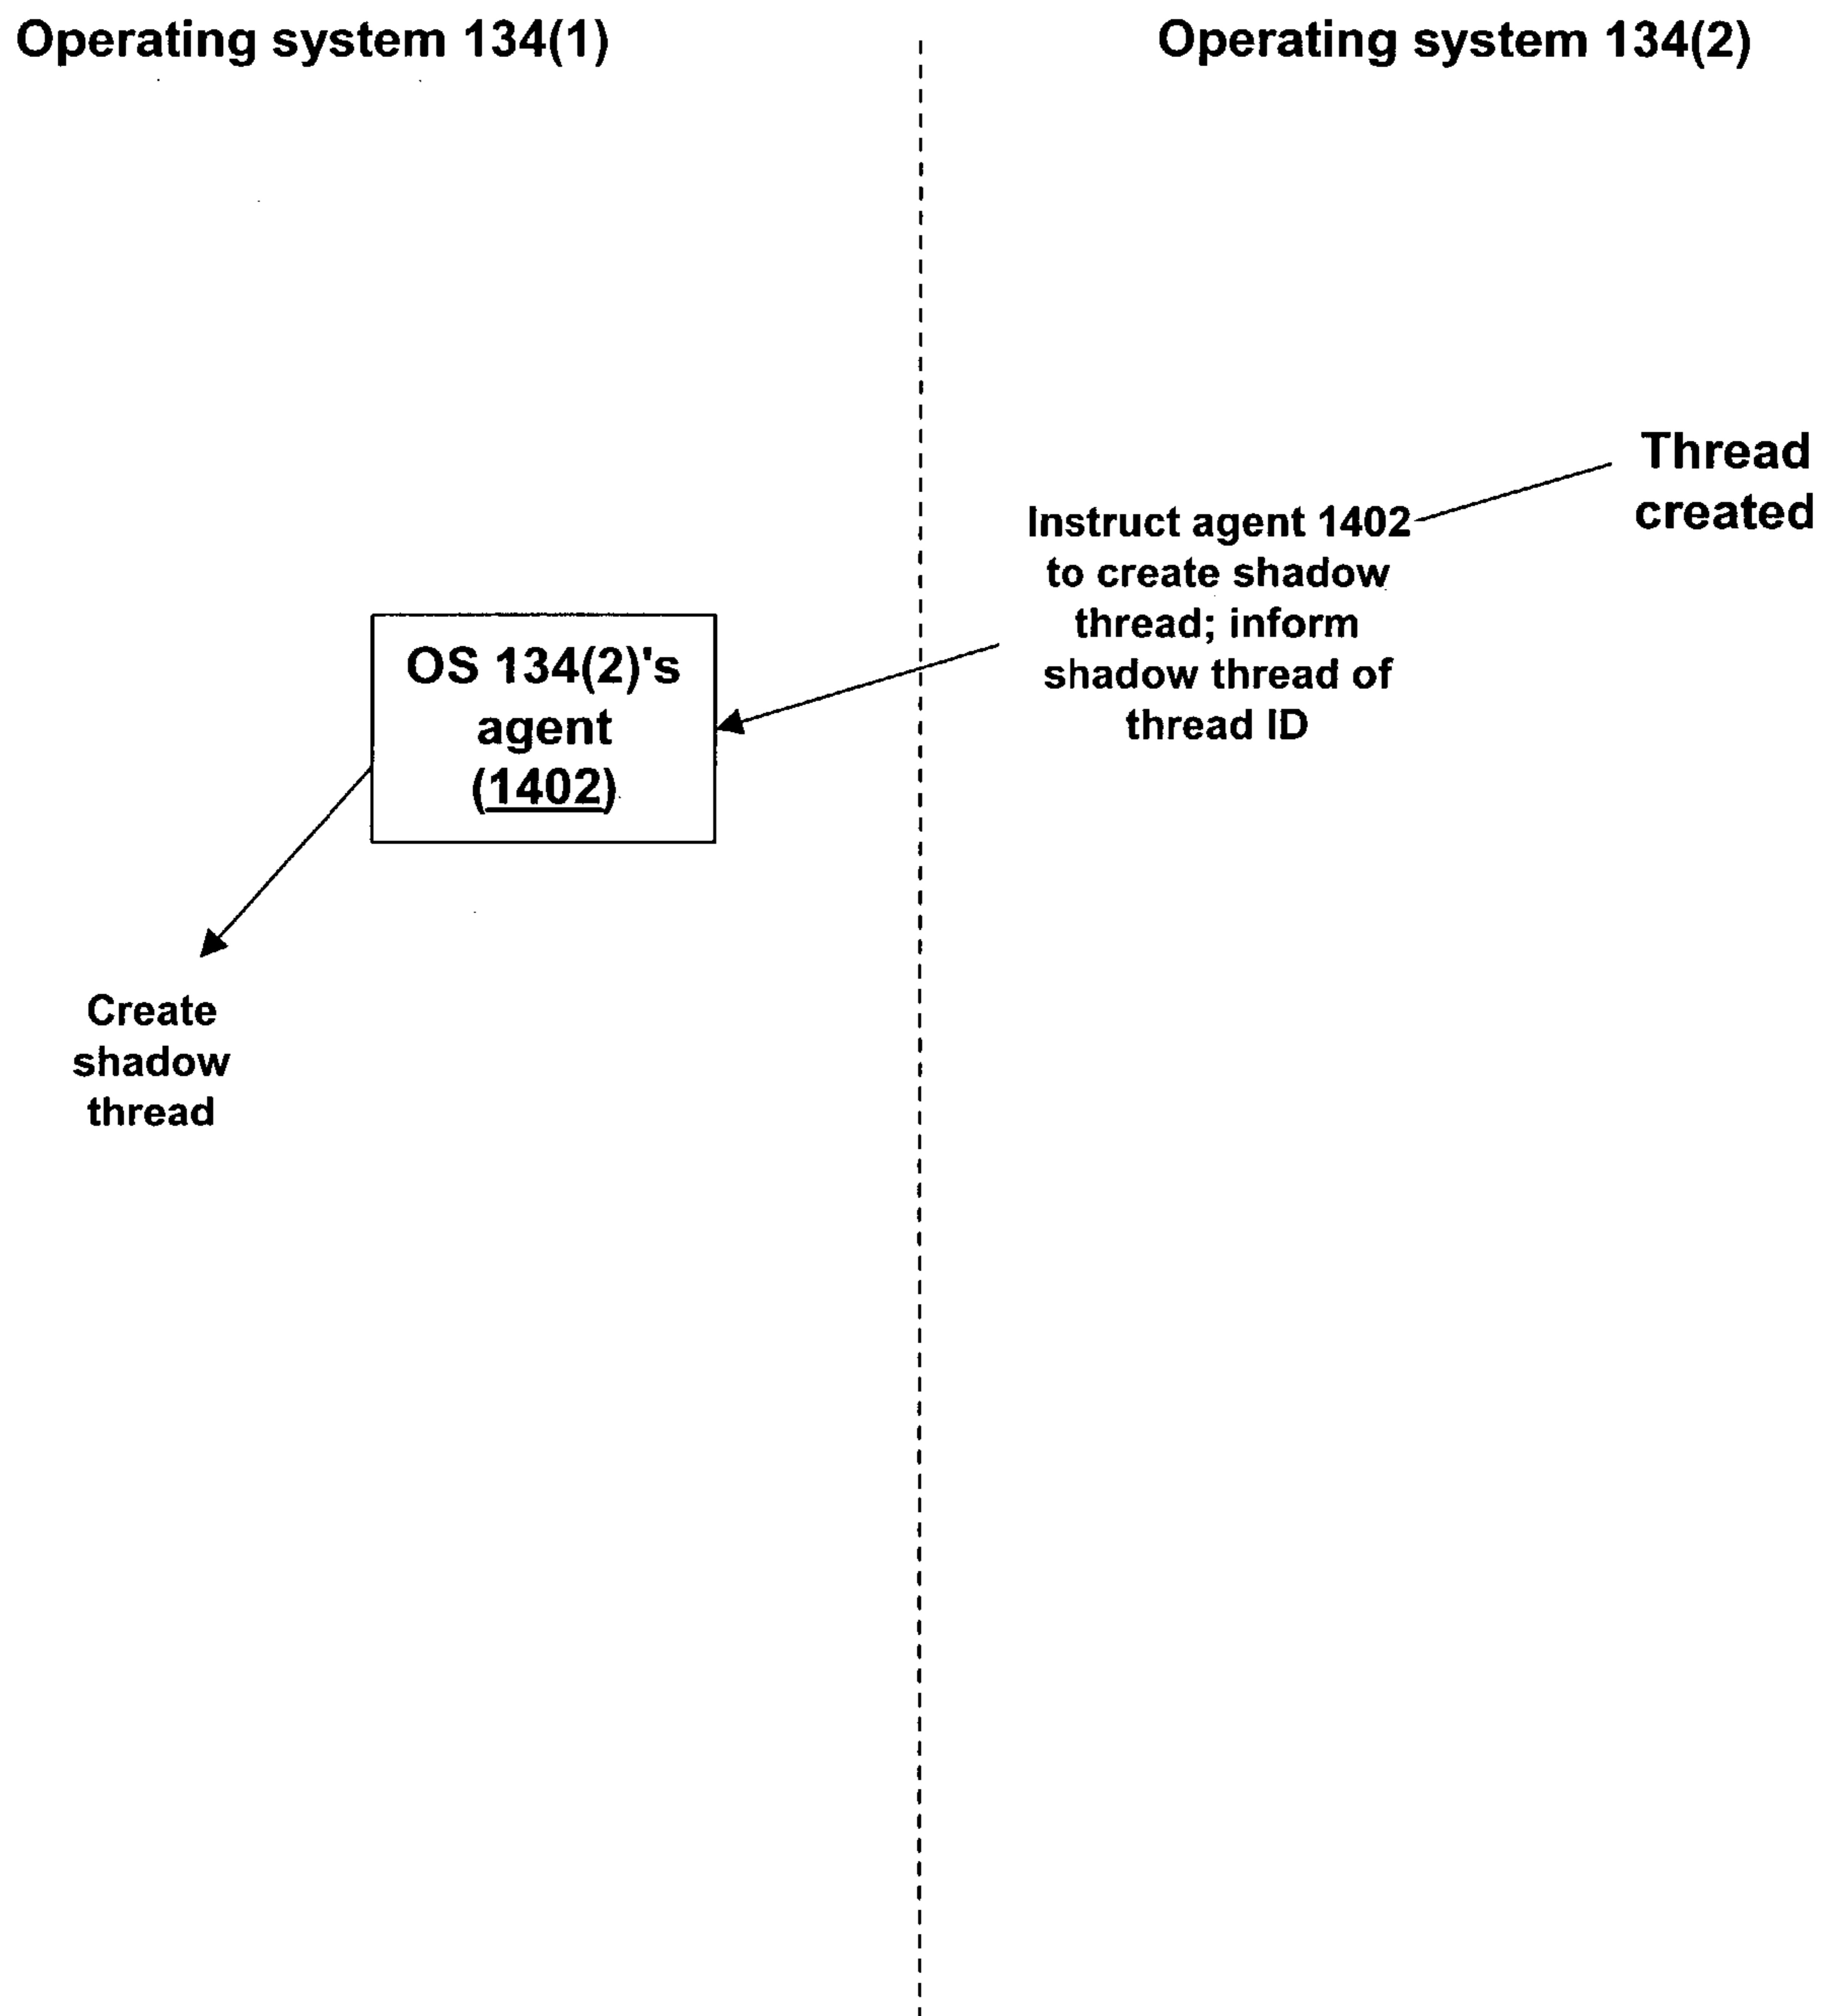 Operating system 134(1)
Operating system 134(2)
Thread
created
Instruct agent 1402
to create shadow
thread; inform
shadow thread of
thread ID
OS 134(2)'s
agent
(1402)
Create
shadow
thread